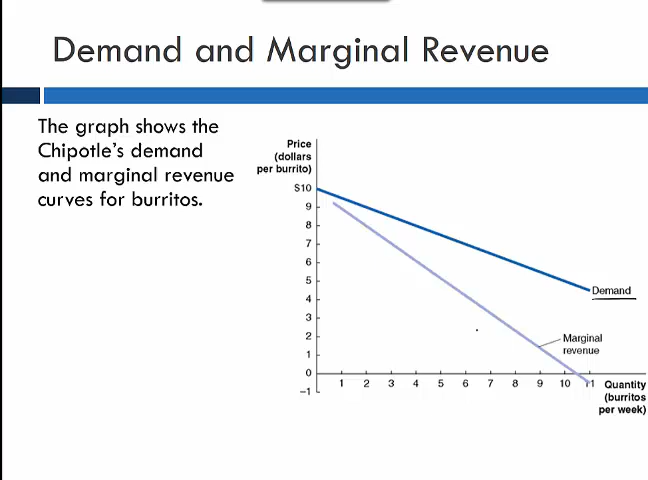 Demand and Marginal Revenue
The graph shows the
Chipotle's demand
and marginal revenue
curves for burritos.
Price
(dollars
per burrito)
$10
9
8
7
6
5
4
3
2
1
0
−1
Demand
Marginal
revenue
1 2 3 4 5 6 7 8 9 10 11
Quantity
(burritos
per week)